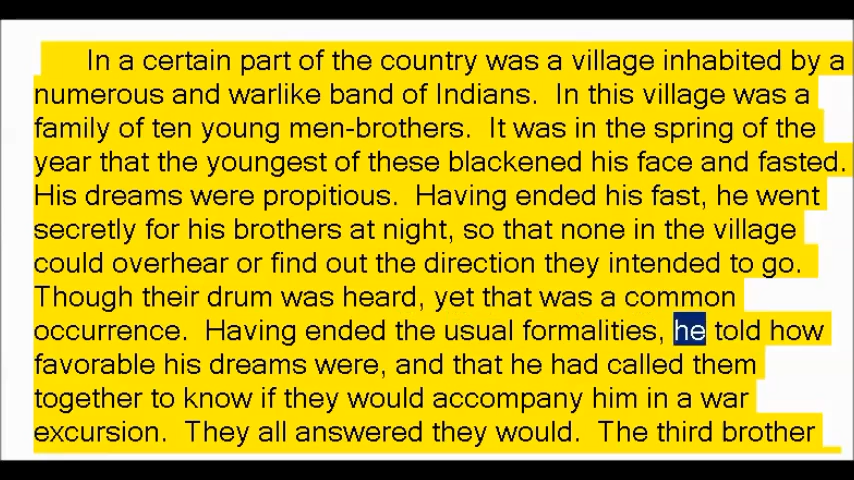 In a certain part of the country was a village inhabited by a
numerous and warlike band of Indians.  In this village was a
family of ten young men-brothers.  It was in the spring of the
year that the youngest of these blackened his face and fasted.
His dreams were propitious.  Having ended his fast, he went
secretly for his brothers at night, so that none in the village
could overhear or find out the direction they intended to go.
Though their drum was heard, yet that was a common
occurrence.  Having ended the usual formalities, he told how
favorable his dreams were, and that he had called them
together to know if they would accompany him in a war
excursion.  They all answered they would.  The third brother